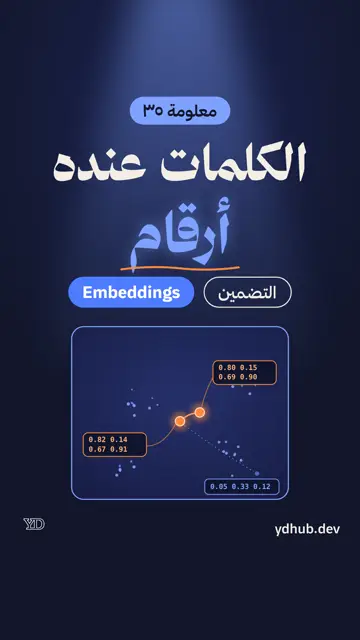 معلومة ٣٥
الكلمات عنده
أرقام
التضمين
Embeddings
0.80 0.15
0.69 0.90
0.82 0.14
0.67 0.91
0.05 0.33 0.12
YD
ydhub.dev